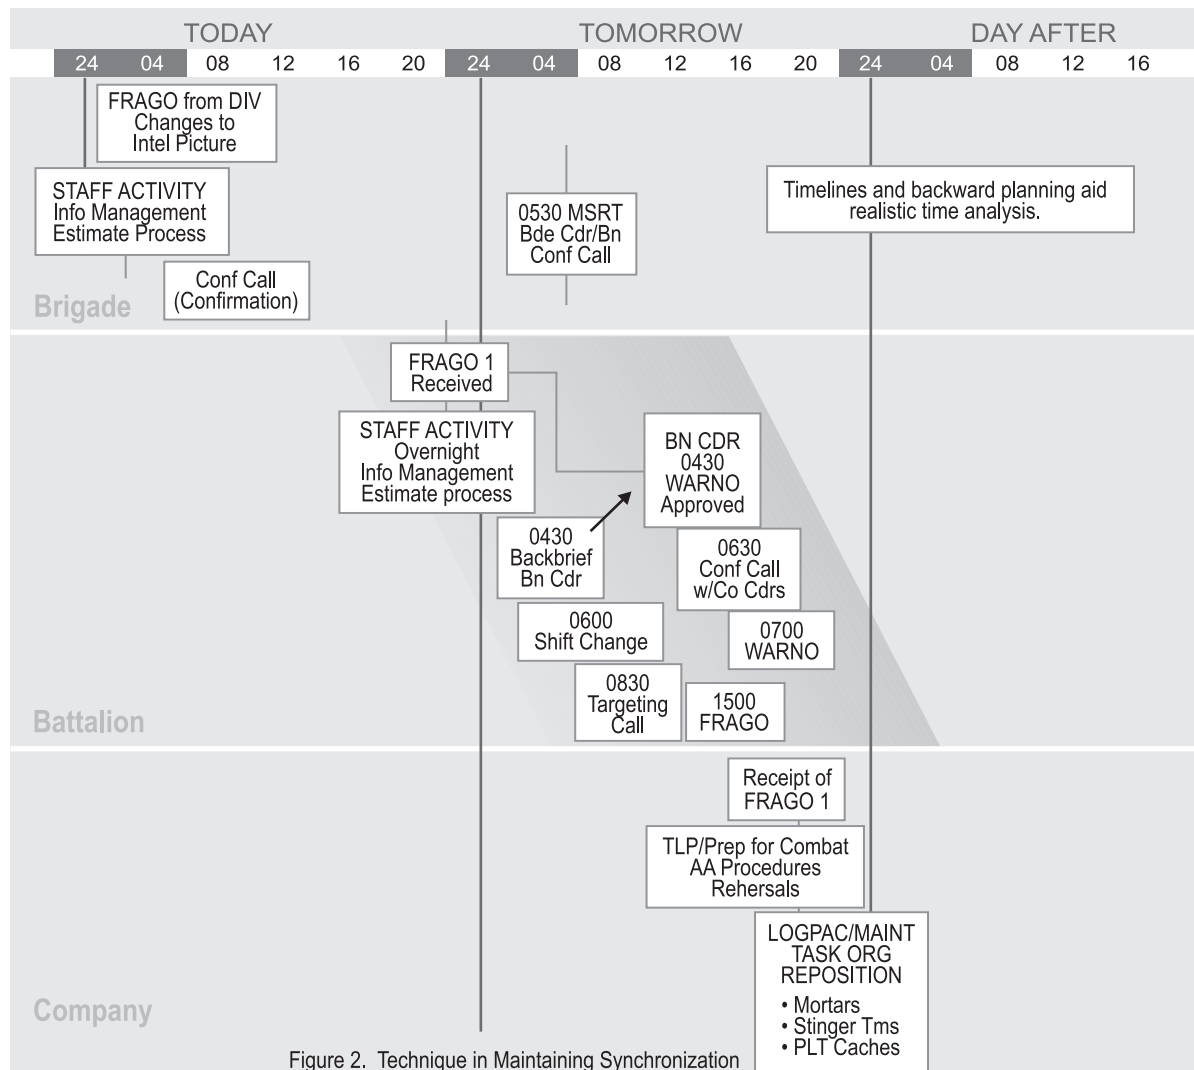 TODAY TOMORROW DAY AFTER
24 04 08 12 16 20 24 04 08 12 16 20 24 04 08 12 16
FRAGO from DIV
Changes to
Intel Picture
STAFF ACTIVITY
Info Management
Estimate Process
Conf Call
(Confirmation)
Brigade
0530 MSRT
Bde Cdr/Bn
Conf Call
Timelines and backward planning aid
realistic time analysis.
FRAGO 1
Received
STAFF ACTIVITY
Overnight
Info Management
Estimate process
BN CDR
0430
WARNO
Approved
0430
Backbrief
Bn Cdr
0630
Conf Call
w/Co Cdrs
0600
Shift Change
0700
WARNO
0830
Targeting
Call
1500
FRAGO
Battalion
Receipt of
FRAGO 1
TLP/Prep for Combat
AA Procedures
Rehersals
LOGPAC/MAINT
TASK ORG
REPOSITION
• Mortars
• Stinger Tms
• PLT Caches
Company
Figure 2. Technique in Maintaining Synchronization